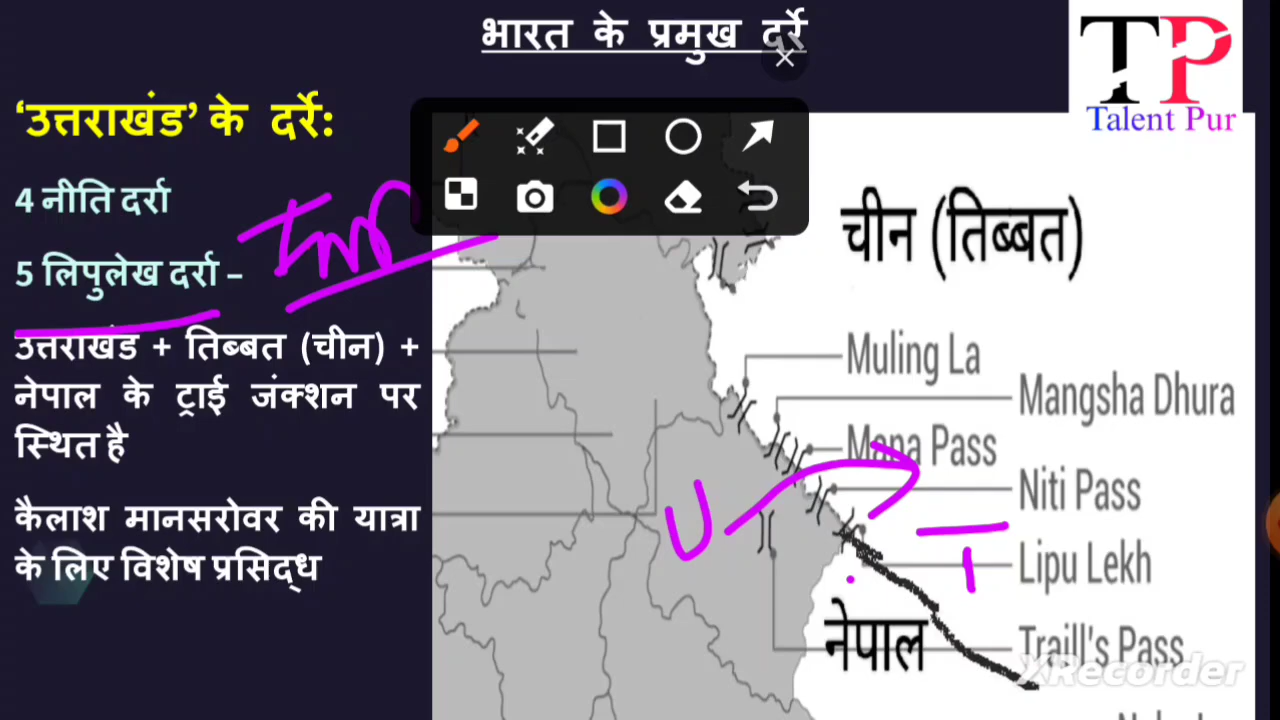 भारत के प्रमुख दर्रे
TP
Talent Pur
‘उत्तराखंड’ के दर्रे:
4 नीति दर्रा
5 लिपुलेख दर्रा –
Imp
उत्तराखंड + तिब्बत (चीन) +
नेपाल के ट्राई जंक्शन पर
स्थित है
कैलाश मानसरोवर की यात्रा
के लिए विशेष प्रसिद्ध
चीन (तिब्बत)
Muling La
Mangsha Dhura
Mana Pass
Niti Pass
U
T
Lipu Lekh
नेपाल
Traill's Pass
XRecorder